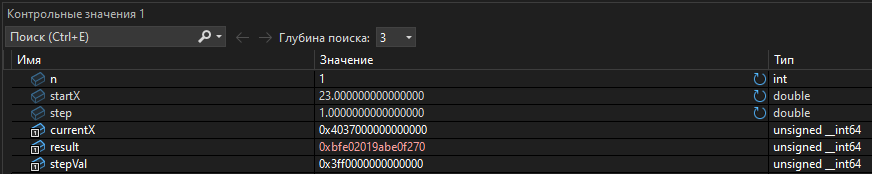 Контрольные значения 1
Поиск (Ctrl+E) Глубина поиска: 3
Имя Значение Тип
n 1 int
startX 23.000000000000000 double
step 1.0000000000000000 double
currentX 0x4037000000000000 unsigned __int64
result 0xbfe02019abe0f270 unsigned __int64
stepVal 0x3ff0000000000000 unsigned __int64